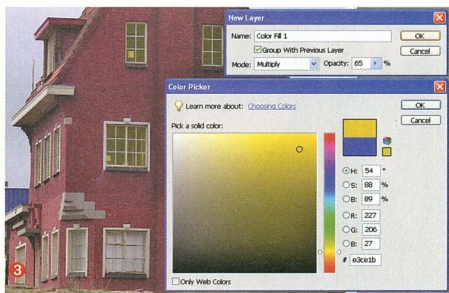 New Layer
Name: Color Fill 1
OK
Group With Previous Layer
Cancel
Mode: Multiply Opacity: 65 %
Color Picker
Learn more about: Choosing Colors
OK
Cancel
Pick a solid color:
H: 54 °
S: 88 %
B: 89 %
R: 227
G: 206
B: 27
# e3ce1b
Only Web Colors
3